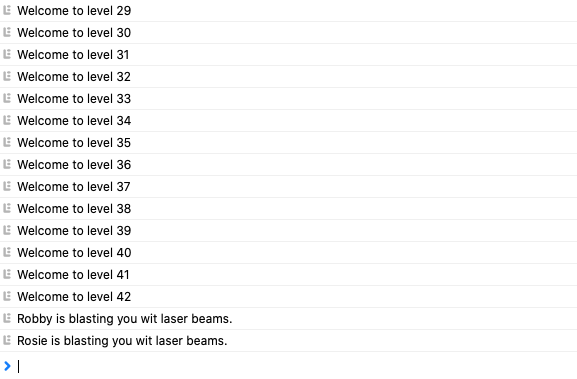 Welcome to level 29
Welcome to level 30
Welcome to level 31
Welcome to level 32
Welcome to level 33
Welcome to level 34
Welcome to level 35
Welcome to level 36
Welcome to level 37
Welcome to level 38
Welcome to level 39
Welcome to level 40
Welcome to level 41
Welcome to level 42
Robby is blasting you wit laser beams.
Rosie is blasting you wit laser beams.